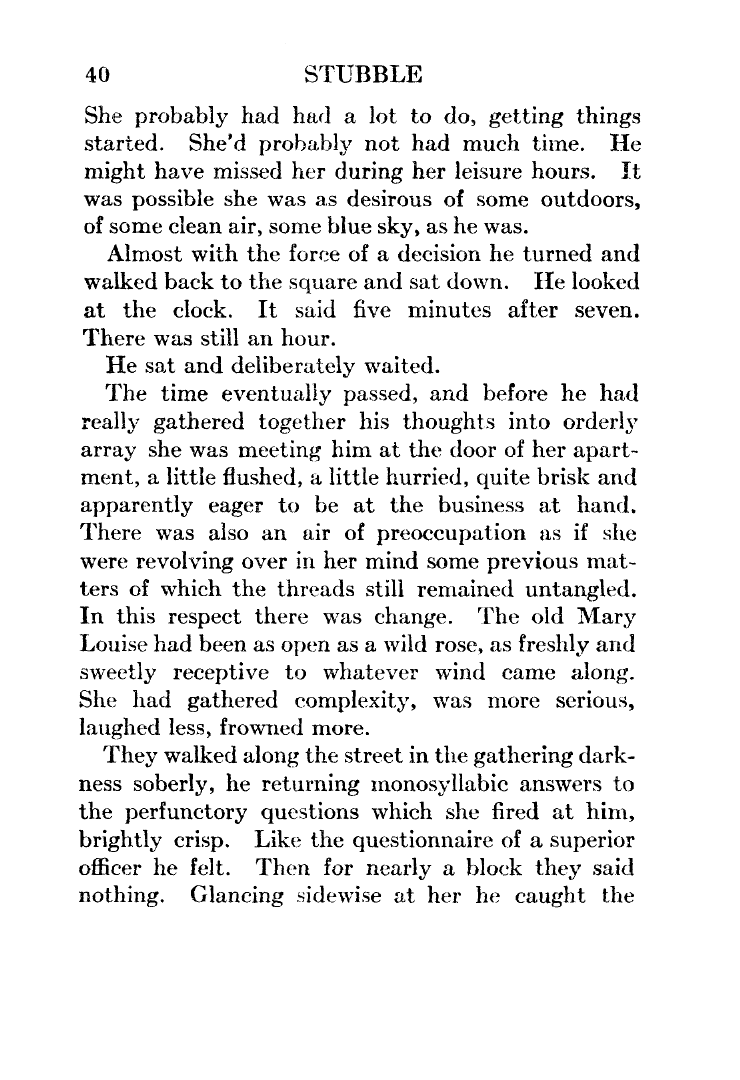 40 STUBBLE
She probably had had a lot to do, getting things
started. She'd probably not had much time. He
might have missed her during her leisure hours. It
was possible she was as desirous of some outdoors,
of some clean air, some blue sky, as he was.
Almost with the force of a decision he turned and
walked back to the square and sat down. He looked
at the clock. It said five minutes after seven.
There was still an hour.
He sat and deliberately waited.
The time eventually passed, and before he had
really gathered together his thoughts into orderly
array she was meeting him at the door of her apart-
ment, a little flushed, a little hurried, quite brisk and
apparently eager to be at the business at hand.
There was also an air of preoccupation as if she
were revolving over in her mind some previous mat-
ters of which the threads still remained untangled.
In this respect there was change. The old Mary
Louise had been as open as a wild rose, as freshly and
sweetly receptive to whatever wind came along.
She had gathered complexity, was more serious,
laughed less, frowned more.
They walked along the street in the gathering dark-
ness soberly, he returning monosyllabic answers to
the perfunctory questions which she fired at him,
brightly crisp. Like the questionnaire of a superior
officer he felt. Then for nearly a block they said
nothing. Glancing sidewise at her he caught the